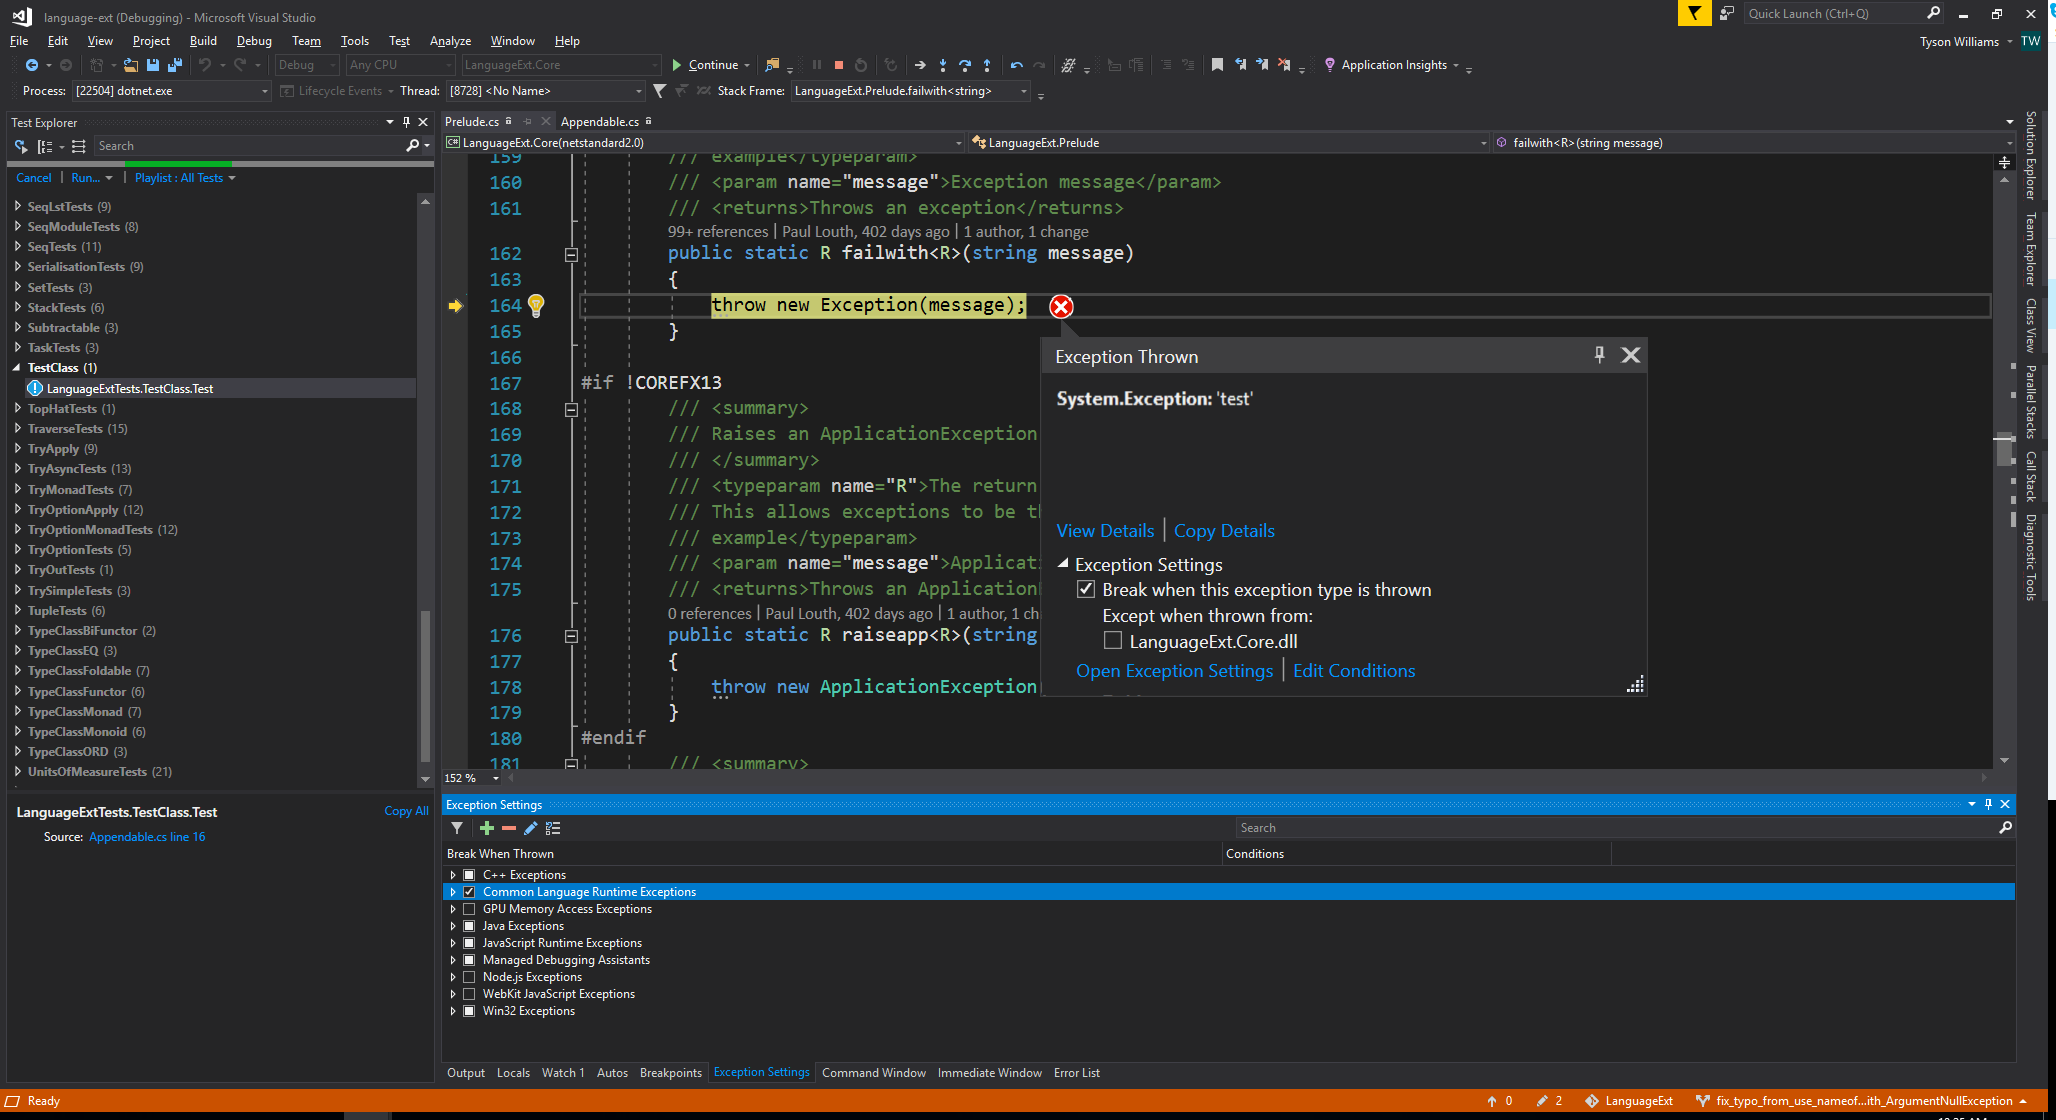 language-ext (Debugging) - Microsoft Visual Studio
Quick Launch (Ctrl+Q)
File Edit View Project Build Debug Team Tools Test Analyze Window Help
Tyson Williams TW
Debug Any CPU LanguageExt.Core Continue Application Insights
Process: [22504] dotnet.exe Lifecycle Events Thread: [8728] <No Name> Stack Frame: LanguageExt.Prelude.failwith<string>
Test Explorer
Search
Cancel | Run... | Playlist : All Tests
SeqLstTests (9)
SeqModuleTests (8)
SeqTests (11)
SerialisationTests (9)
SetTests (3)
StackTests (6)
Subtractable (3)
TaskTests (3)
TestClass (1)
LanguageExtTests.TestClass.Test
TopHatTests (1)
TraverseTests (15)
TryApply (9)
TryAsyncTests (13)
TryMonadTests (7)
TryOptionApply (12)
TryOptionMonadTests (12)
TryOptionTests (5)
TryOutTests (1)
TrySimpleTests (3)
TupleTests (6)
TypeClassBiFunctor (2)
TypeClassEQ (3)
TypeClassFoldable (7)
TypeClassFunctor (6)
TypeClassMonad (7)
TypeClassMonoid (6)
TypeClassORD (3)
UnitsOfMeasureTests (21)
LanguageExtTests.TestClass.Test Copy All
Source: Appendable.cs line 16
Prelude.cs Appendable.cs
C# LanguageExt.Core(netstandard2.0) LanguageExt.Prelude failwith<R>(string message)
159 /// example</typeparam>
160 /// <param name="message">Exception message</param>
161 /// <returns>Throws an exception</returns>
99+ references | Paul Louth, 402 days ago | 1 author, 1 change
162 public static R failwith<R>(string message)
163 {
164 throw new Exception(message);
165 }
166
167 #if !COREFX13
168 /// <summary>
169 /// Raises an ApplicationException
170 /// </summary>
171 /// <typeparam name="R">The return
172 /// This allows exceptions to be th
173 /// example</typeparam>
174 /// <param name="message">Applicati
175 /// <returns>Throws an Application
0 references | Paul Louth, 402 days ago | 1 author, 1 ch
176 public static R raiseapp<R>(string
177 {
178 throw new ApplicationException
179 }
180 #endif
181 /// <summary>
152 %
Exception Thrown
System.Exception: 'test'
View Details | Copy Details
Exception Settings
Break when this exception type is thrown
Except when thrown from:
LanguageExt.Core.dll
Open Exception Settings | Edit Conditions
Solution Explorer
Team Explorer
Class View
Parallel Stacks
Call Stack
Diagnostic Tools
Exception Settings
Search
Break When Thrown Conditions
C++ Exceptions
Common Language Runtime Exceptions
GPU Memory Access Exceptions
Java Exceptions
JavaScript Runtime Exceptions
Managed Debugging Assistants
Node.js Exceptions
WebKit JavaScript Exceptions
Win32 Exceptions
Output Locals Watch 1 Autos Breakpoints Exception Settings Command Window Immediate Window Error List
Ready 0 2 LanguageExt fix_typo_from_use_nameof...ith_ArgumentNullException